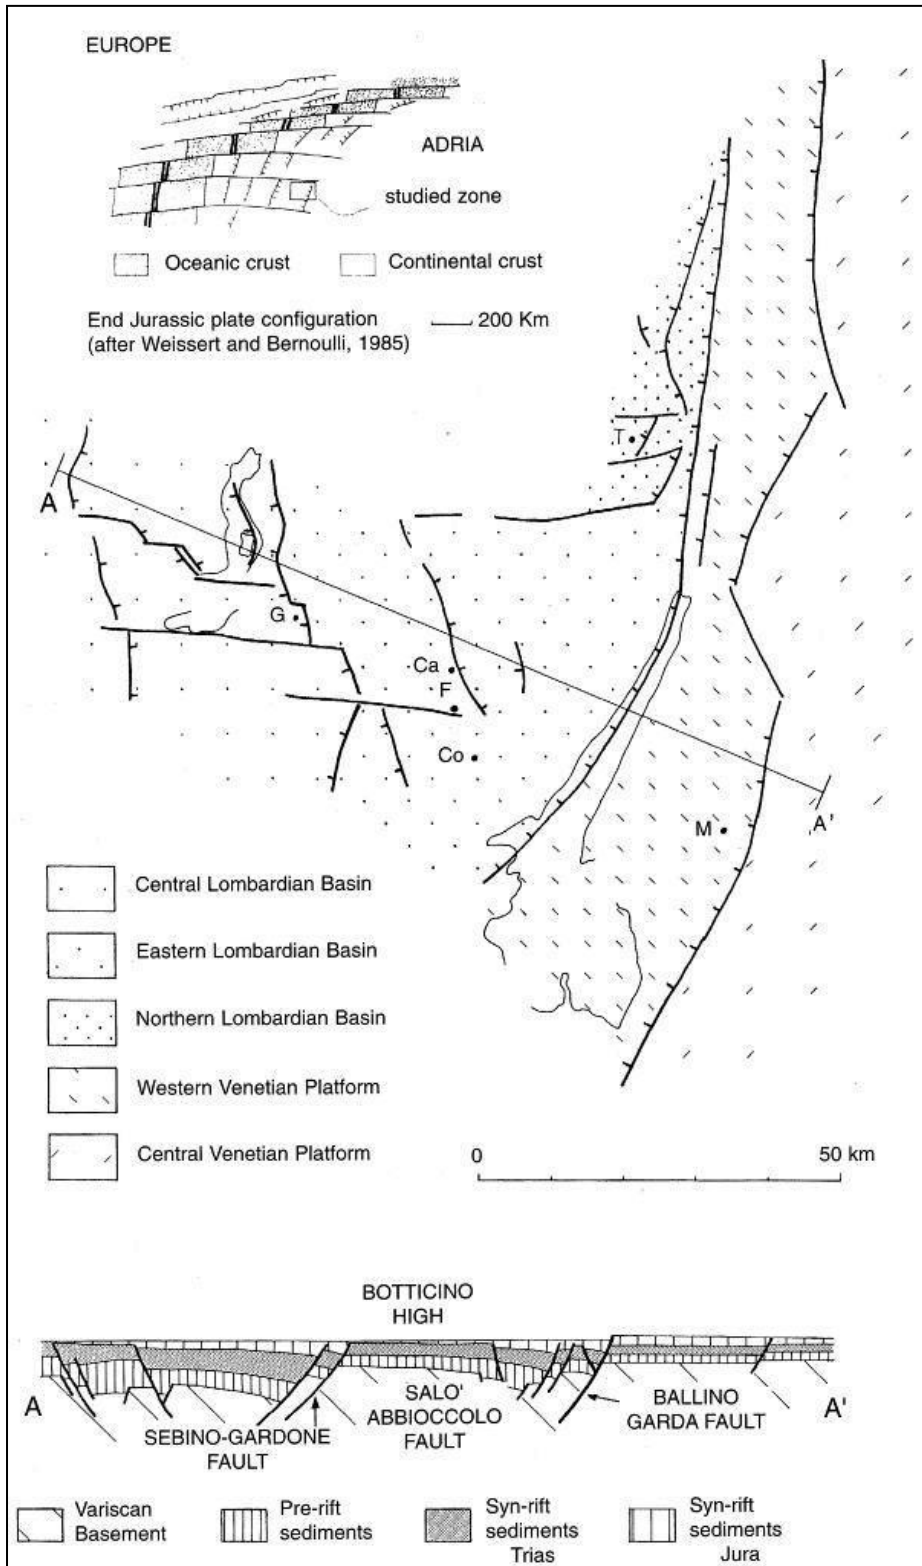 EUROPE
ADRIA
studied zone
Oceanic crust
Continental crust
End Jurassic plate configuration
(after Weissert and Bernoulli, 1985)
200 Km
T
A
G
Ca
F
Co
M
A'
Central Lombardian Basin
Eastern Lombardian Basin
Northern Lombardian Basin
Western Venetian Platform
Central Venetian Platform
0
50 km
BOTTICINO
HIGH
A
SEBINO-GARDONE
FAULT
SALO'
ABBIOCCOLO
FAULT
BALLINO
GARDA FAULT
A'
Variscan
Basement
Pre-rift
sediments
Syn-rift
sediments
Trias
Syn-rift
sediments
Jura